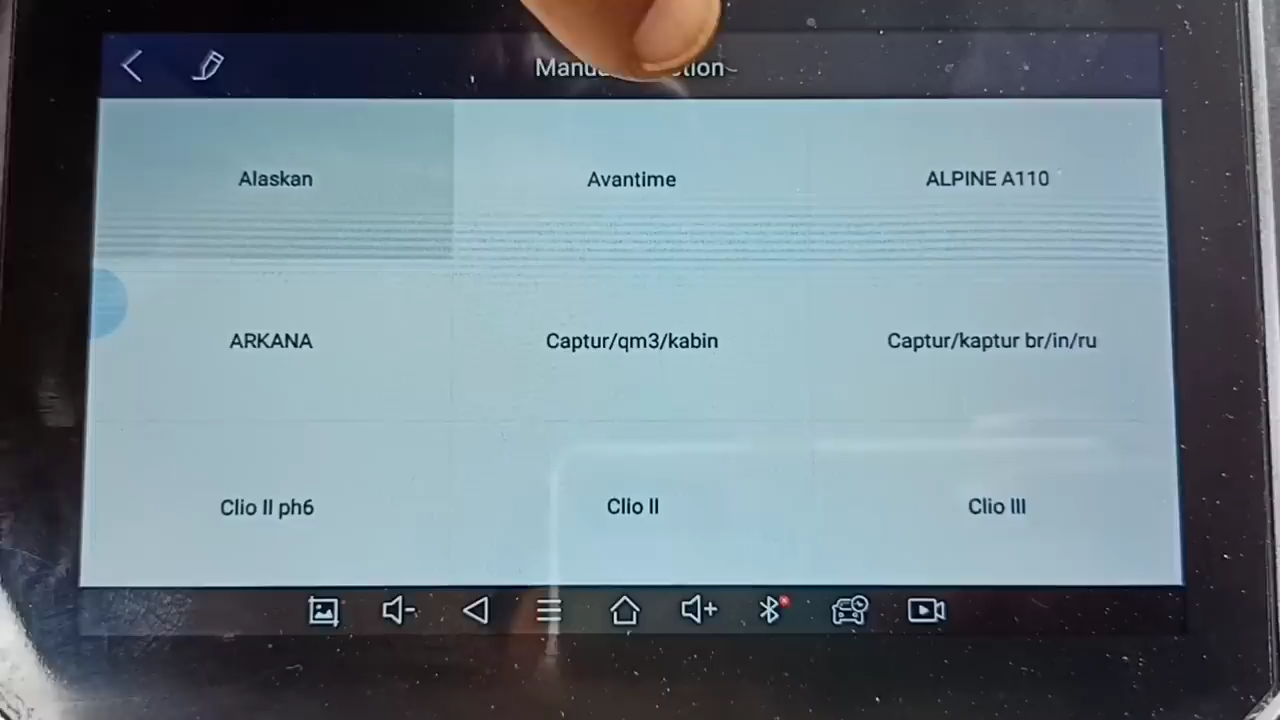 Alaskan
Avantime
ALPINE A110
ARKANA
Captur/qm3/kabin
Captur/kaptur br/in/ru
Clio II ph6
Clio II
Clio III